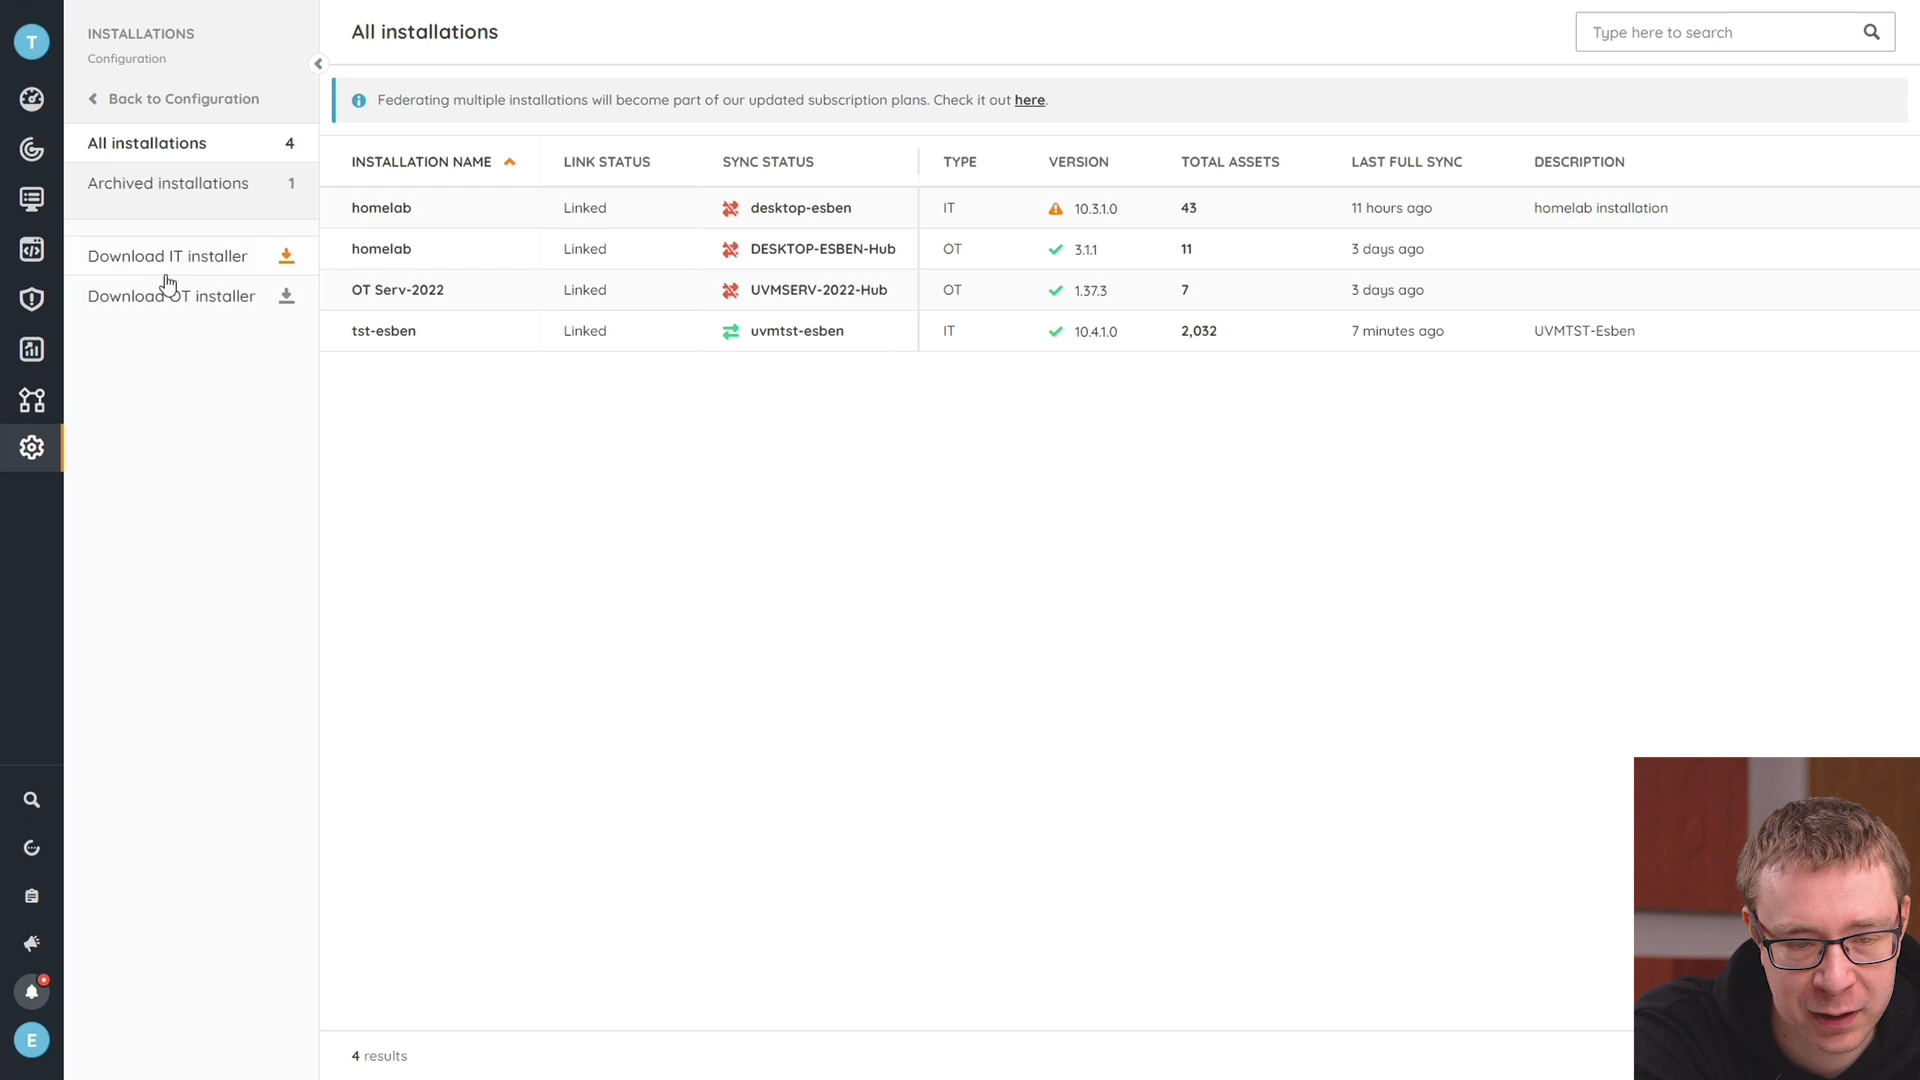 T
INSTALLATIONS
Configuration
Back to Configuration
All installations 4
Archived installations 1
Download IT installer
Download OT installer
E
All installations
Type here to search
Federating multiple installations will become part of our updated subscription plans. Check it out here.
INSTALLATION NAME LINK STATUS SYNC STATUS TYPE VERSION TOTAL ASSETS LAST FULL SYNC DESCRIPTION
homelab Linked desktop-esben IT 10.3.1.0 43 11 hours ago homelab installation
homelab Linked DESKTOP-ESBEN-Hub OT 3.1.1 11 3 days ago
OT Serv-2022 Linked UVMSERV-2022-Hub OT 1.37.3 7 3 days ago
tst-esben Linked uvmtst-esben IT 10.4.1.0 2,032 7 minutes ago UVMTST-Esben
4 results